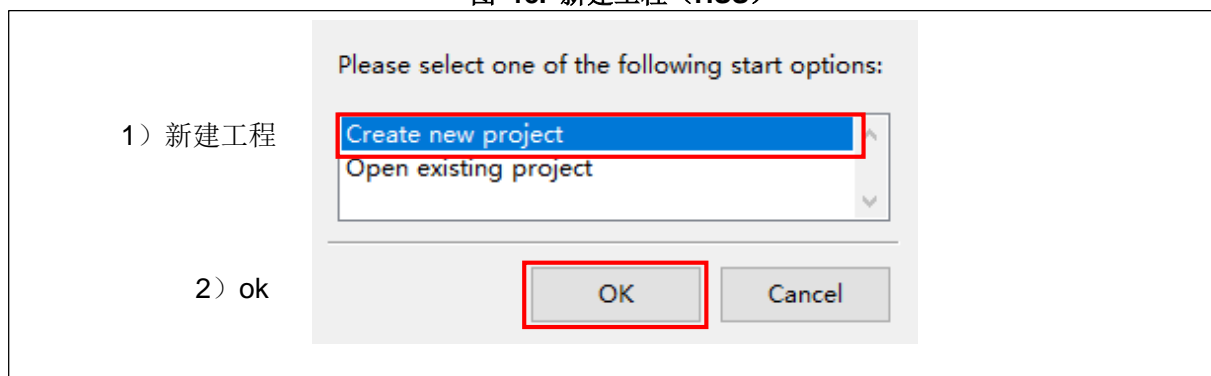 Please select one of the following start options:
1）新建工程
Create new project
Open existing project
2）ok
OK
Cancel